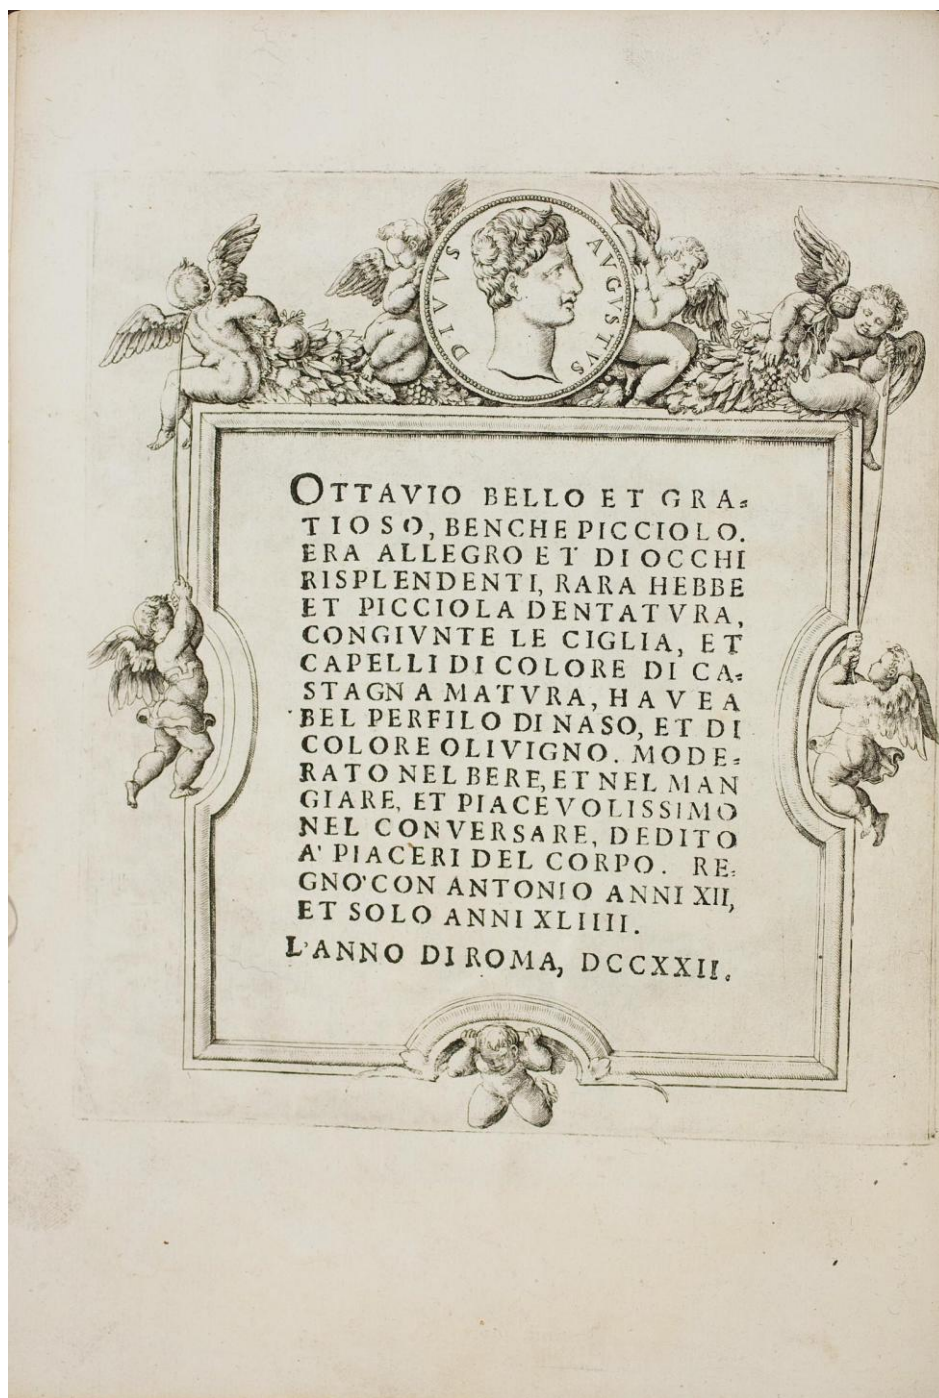 DIVVS AVGVSTVS
OTTAVIO BELLO ET GRA=
TIOSO, BENCHE PICCIOLO.
ERA ALLEGRO ET DI OCCHI
RISPLENDENTI, RARA HEBBE
ET PICCIOLA DENTATVRA,
CONGIVNTE LE CIGLIA, ET
CAPELLI DI COLORE DI CA=
STAGNA MATVRA, HAVEA
BEL PERFILO DI NASO, ET DI
COLORE OLIVIGNO. MODE=
RATO NEL BERE, ET NEL MAN
GIARE, ET PIACEVOLISSIMO
NEL CONVERSARE, DEDITO
A' PIACERI DEL CORPO. RE=
GNO' CON ANTONIO ANNI XII,
ET SOLO ANNI XLIIII.
L'ANNO DI ROMA, DCCXXII.